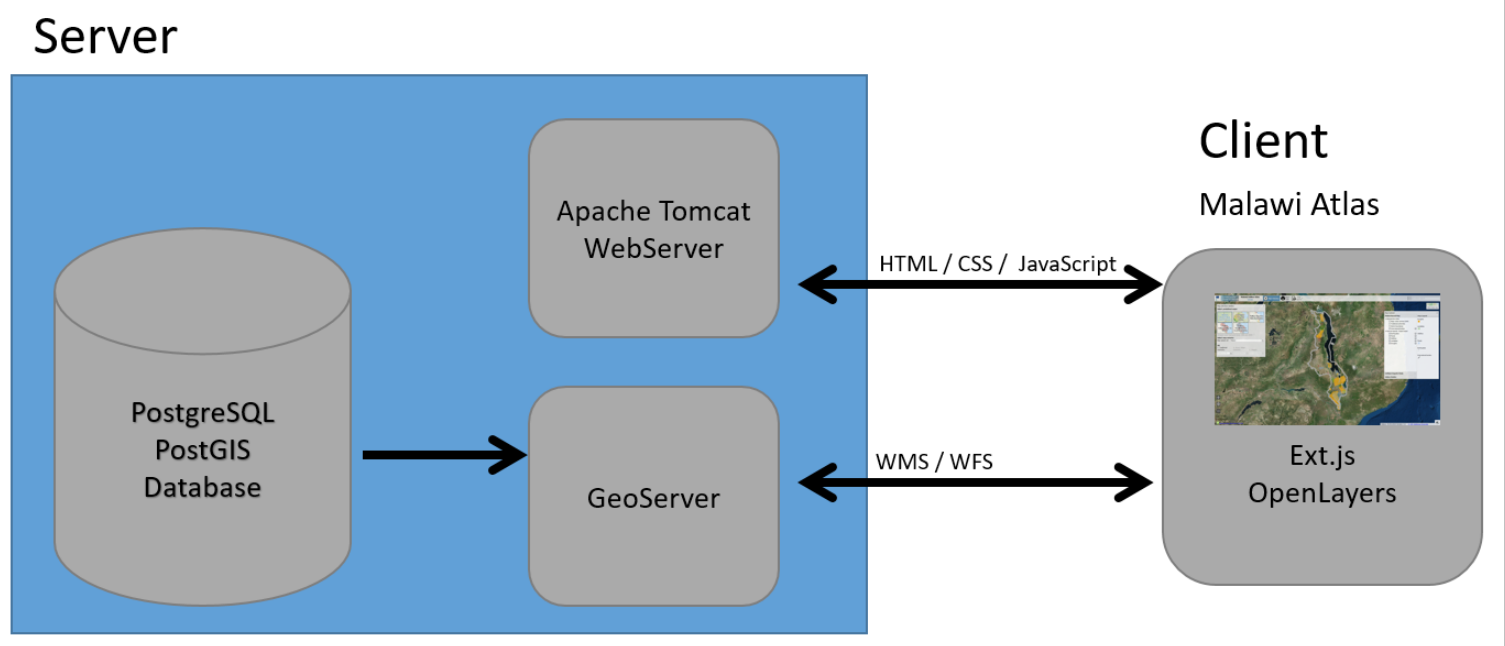 Server
Apache Tomcat
WebServer
PostgreSQL
PostGIS
Database
GeoServer
HTML / CSS / JavaScript
WMS / WFS
Client
Malawi Atlas
Ext.js
OpenLayers